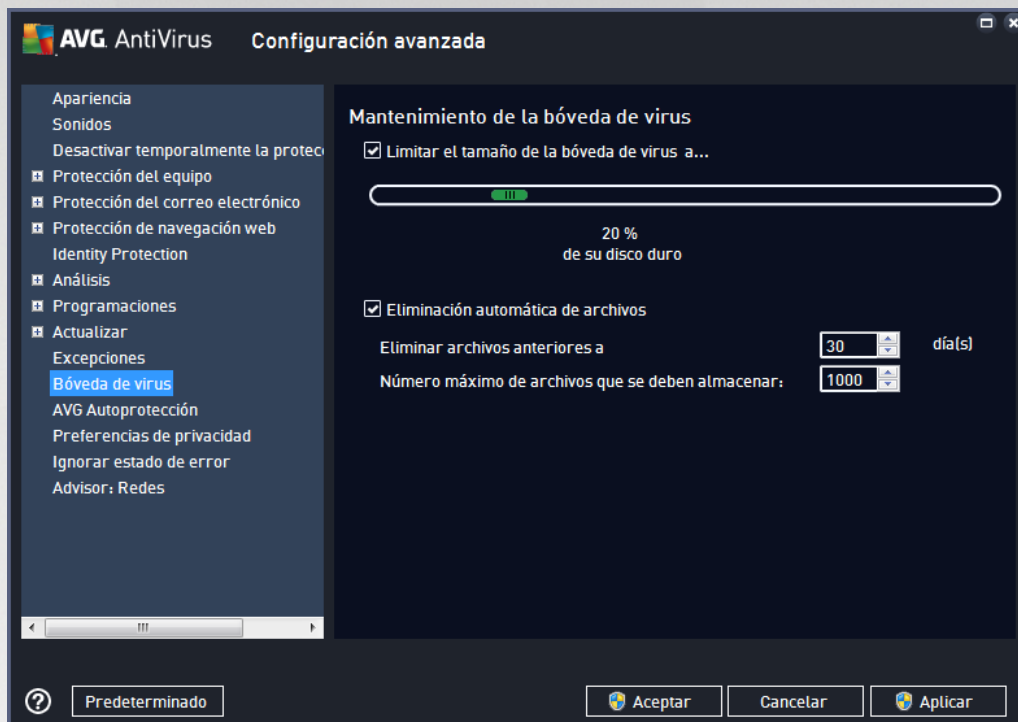 AVG. AntiVirus Configuración avanzada
Apariencia
Sonidos
Desactivar temporalmente la protec
Protección del equipo
Protección del correo electrónico
Protección de navegación web
Identity Protection
Análisis
Programaciones
Actualizar
Excepciones
Bóveda de virus
AVG Autoprotección
Preferencias de privacidad
Ignorar estado de error
Advisor: Redes
Mantenimiento de la bóveda de virus
Limitar el tamaño de la bóveda de virus a...
20 %
de su disco duro
Eliminación automática de archivos
Eliminar archivos anteriores a 30 día(s)
Número máximo de archivos que se deben almacenar: 1000
? Predeterminado Aceptar Cancelar Aplicar